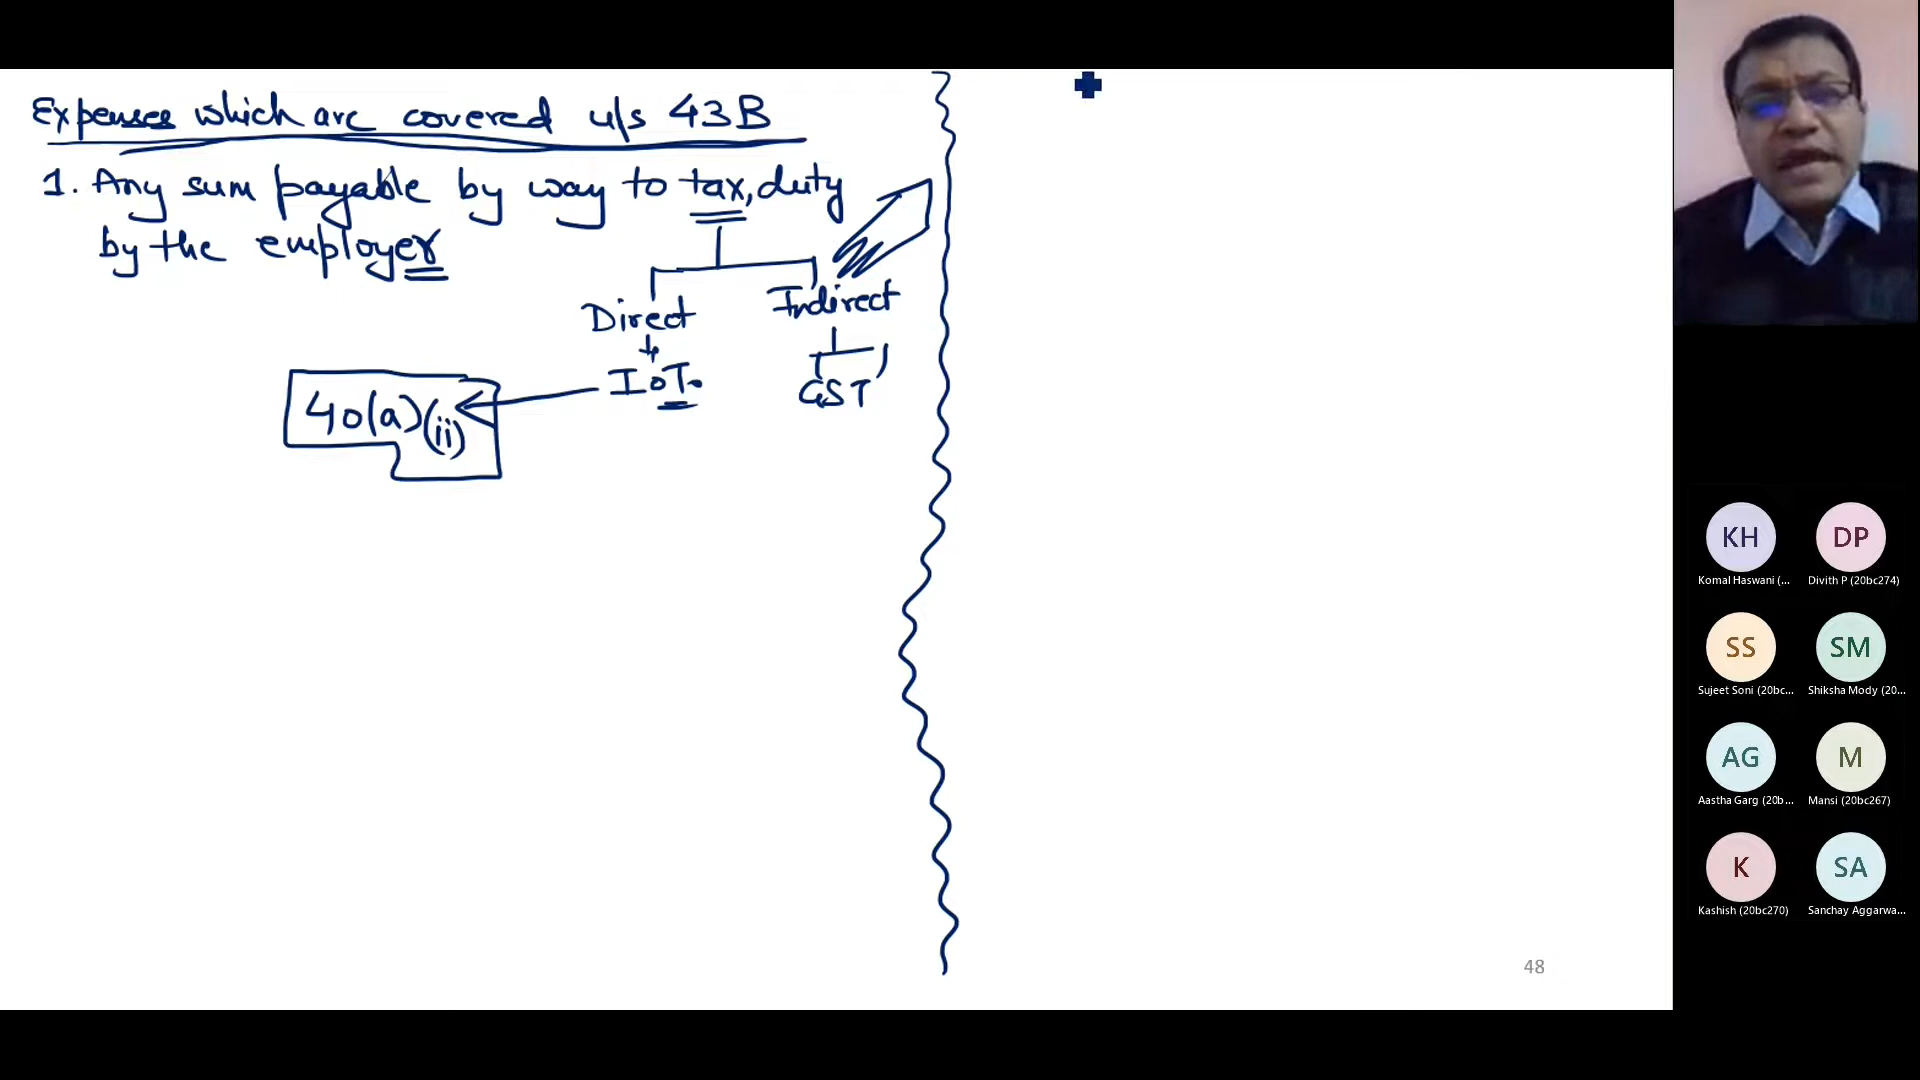 Expenses which are covered u/s 43B
1. Any sum payable by way to tax, duty
by the employer
Direct
Indirect
I.T.
GST
40(a)(ii)
48
KH
DP
Komal Haswani (...
Divith P (20bc274)
SS
SM
Sujeet Soni (20bc...
Shiksha Mody (20...
AG
M
Aastha Garg (20b...
Mansi (20bc267)
K
SA
Kashish (20bc270)
Sanchay Aggarwa...